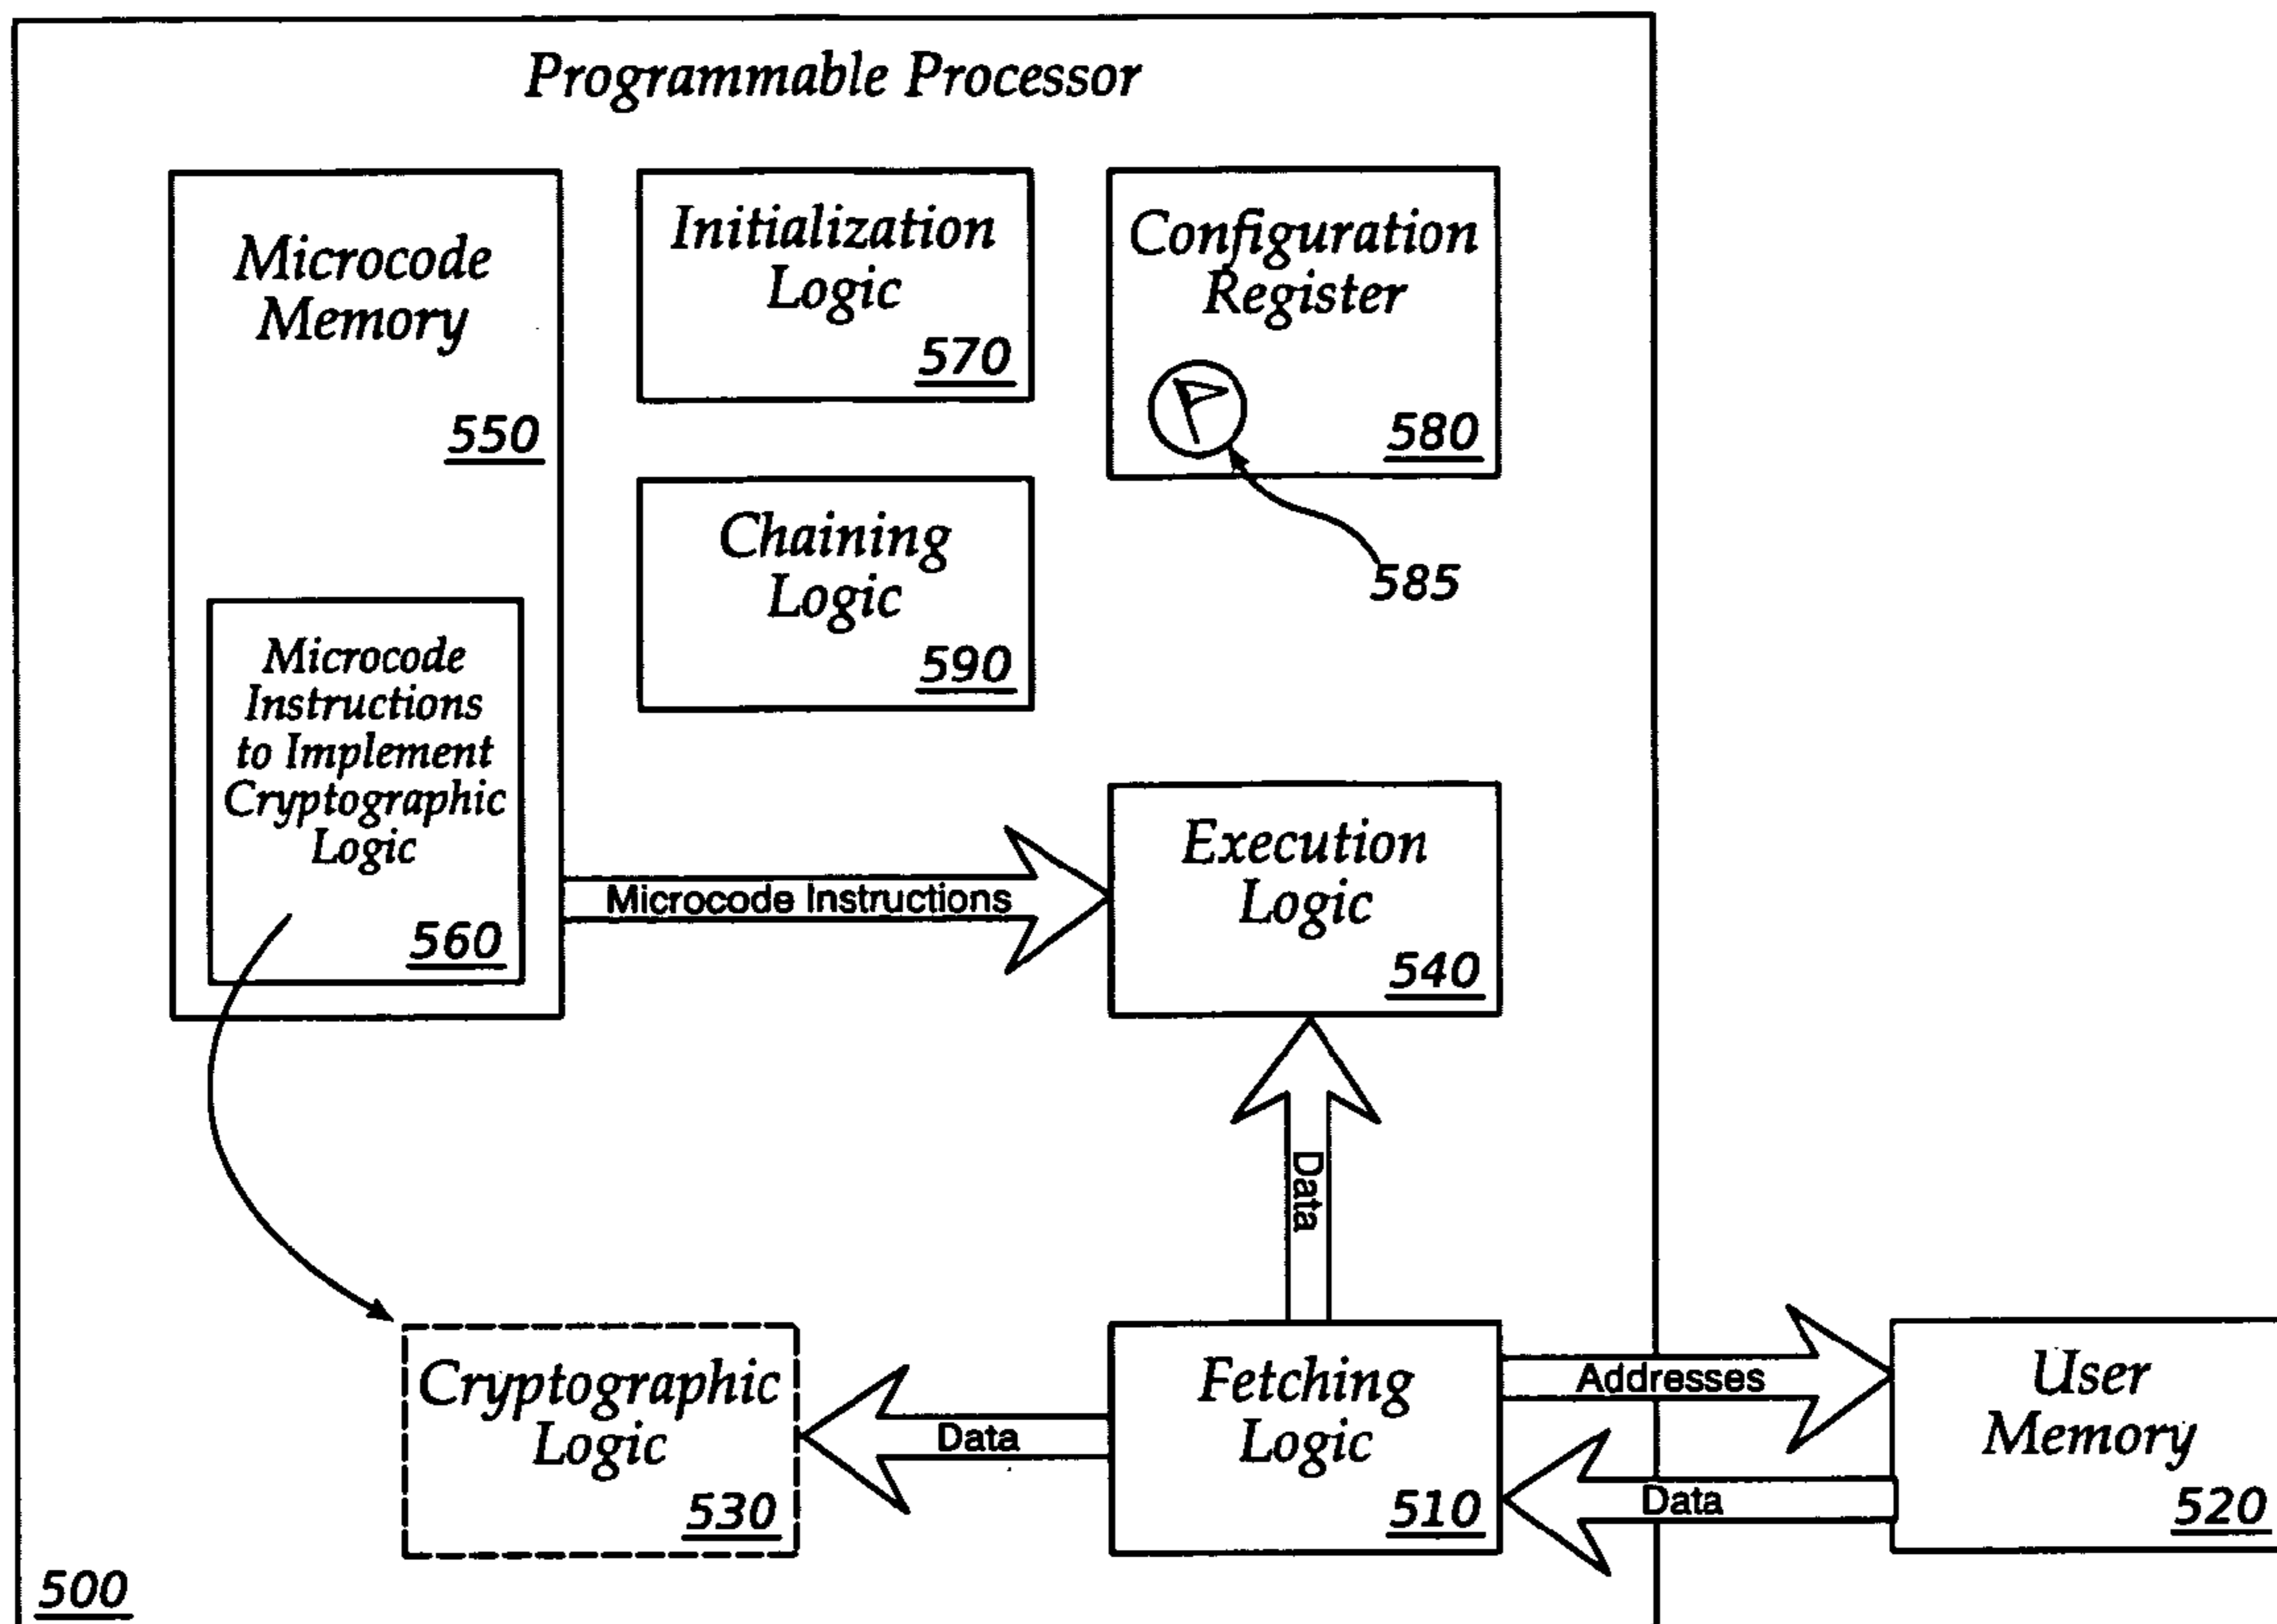 Programmable Processor
Microcode
Memory
550
Initialization
Logic
570
Configuration
Register
580
585
Chaining
Logic
590
Microcode
Instructions
to Implement
Cryptographic
Logic
560
Microcode Instructions
Execution
Logic
540
Data
Cryptographic
Logic
530
Data
Fetching
Logic
510
Addresses
Data
User
Memory
520
500